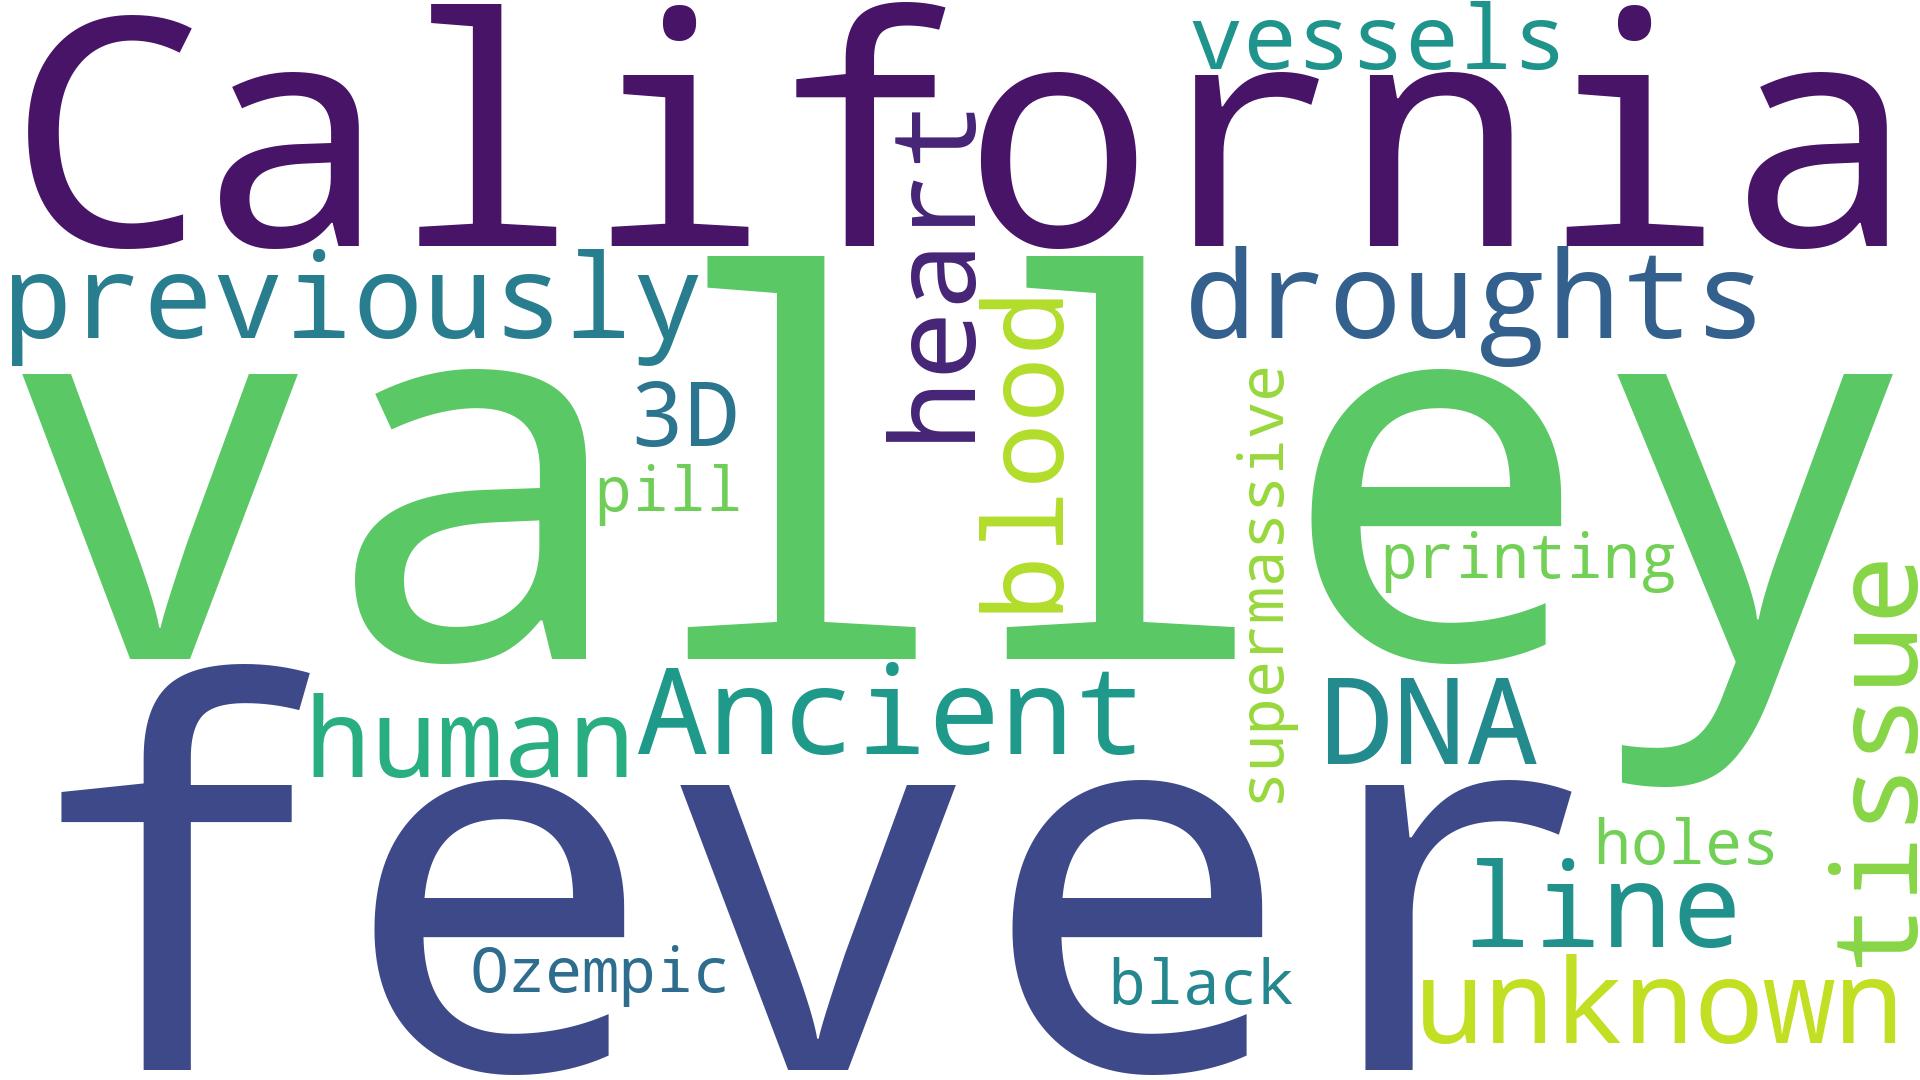 California
vessels
heart
previously
droughts
valley
3D
blood
supermassive
pill
printing
tissue
fever
human
Ancient
DNA
holes
line
Ozempic
black
unknown